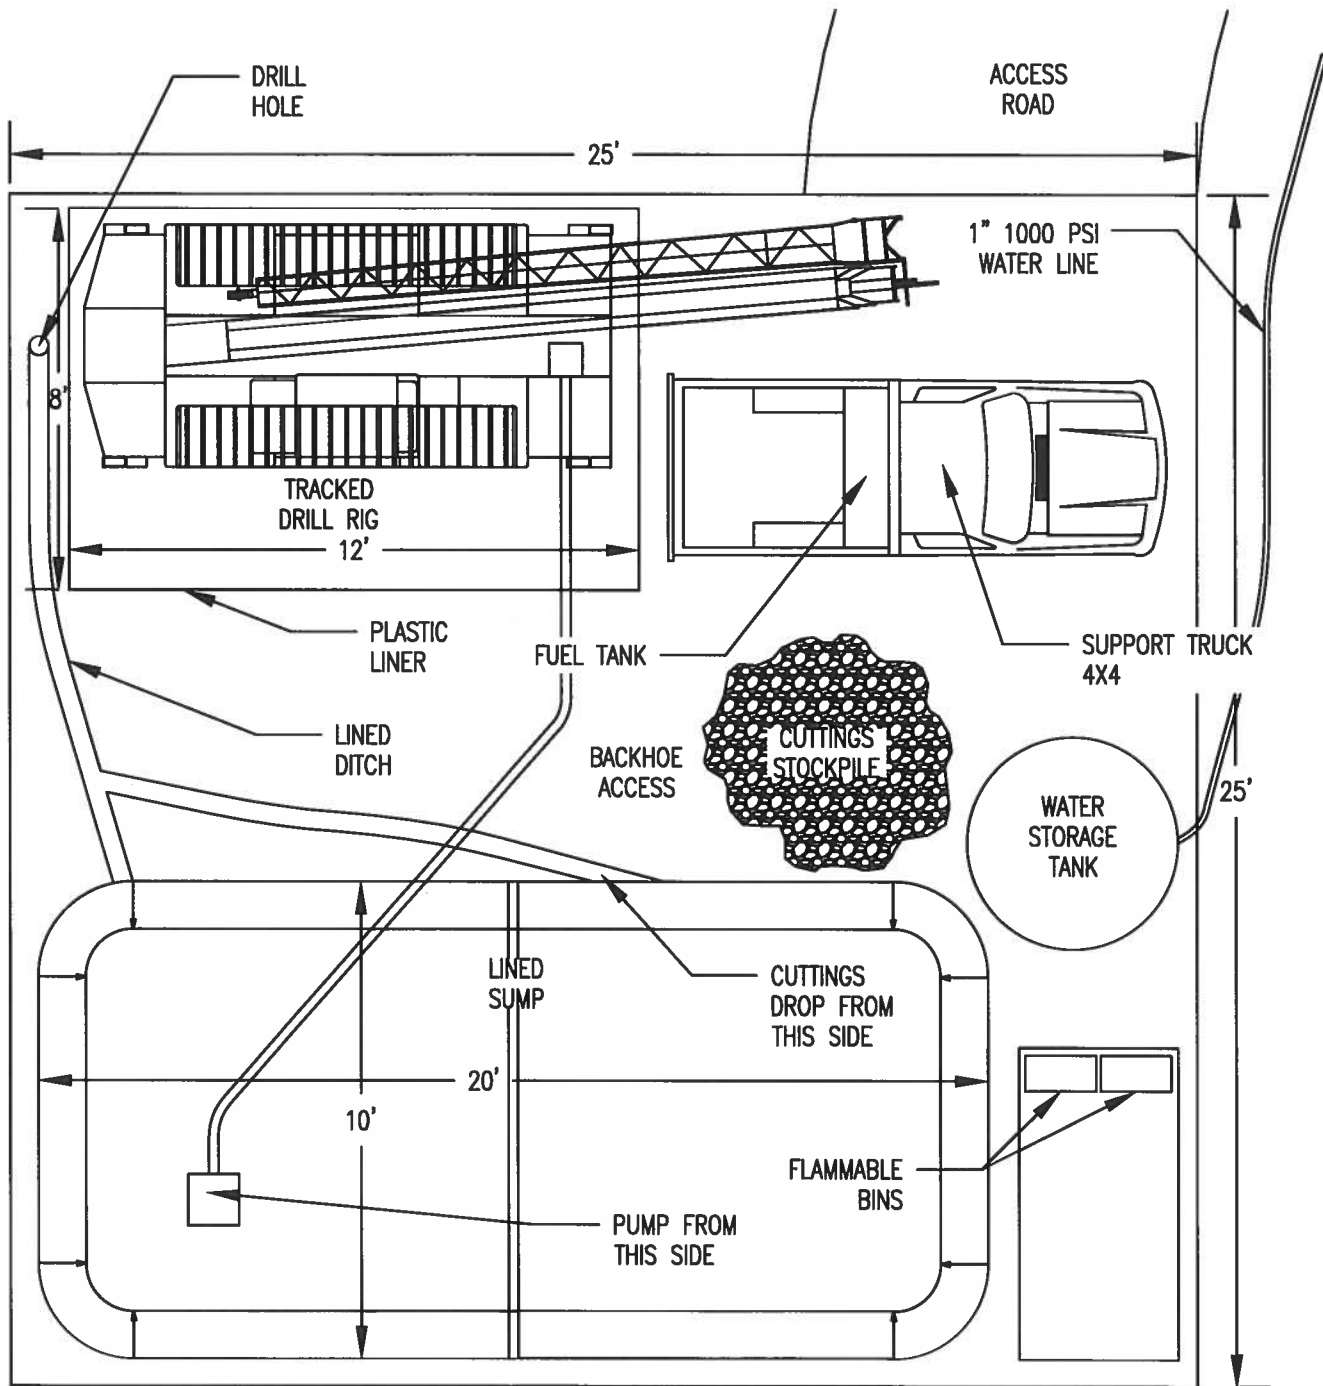 DRILL
HOLE
ACCESS
ROAD
25'
1" 1000 PSI
WATER LINE
8'
TRACKED
DRILL RIG
12'
PLASTIC
LINER
FUEL TANK
SUPPORT TRUCK
4X4
LINED
DITCH
BACKHOE
ACCESS
CUTTINGS
STOCKPILE
25'
WATER
STORAGE
TANK
LINED
SUMP
CUTTINGS
DROP FROM
THIS SIDE
20'
10'
FLAMMABLE
BINS
PUMP FROM
THIS SIDE